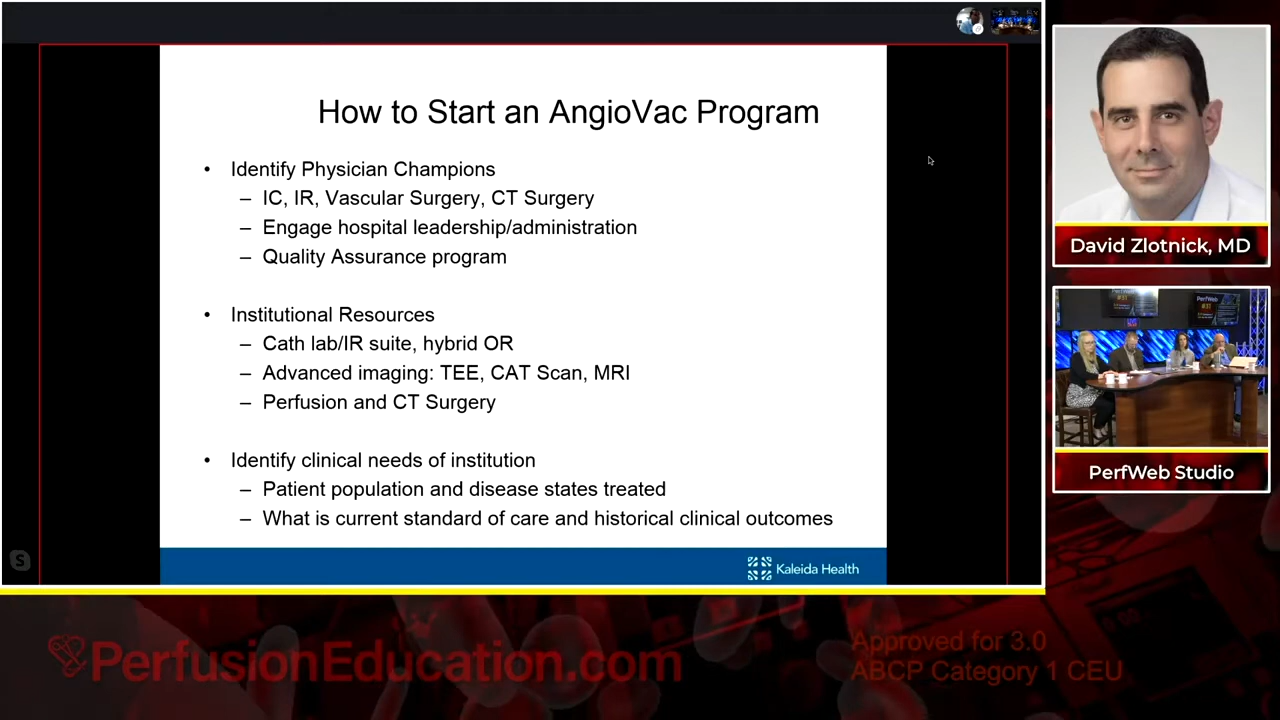 How to Start an AngioVac Program
• Identify Physician Champions
– IC, IR, Vascular Surgery, CT Surgery
– Engage hospital leadership/administration
– Quality Assurance program
• Institutional Resources
– Cath lab/IR suite, hybrid OR
– Advanced imaging: TEE, CAT Scan, MRI
– Perfusion and CT Surgery
• Identify clinical needs of institution
– Patient population and disease states treated
– What is current standard of care and historical clinical outcomes
Kaleida Health
David Zlotnick, MD
PerfWeb
PerfWeb Studio
PerfusionEducation.com
Approved for 3.0
ABCP Category 1 CEU